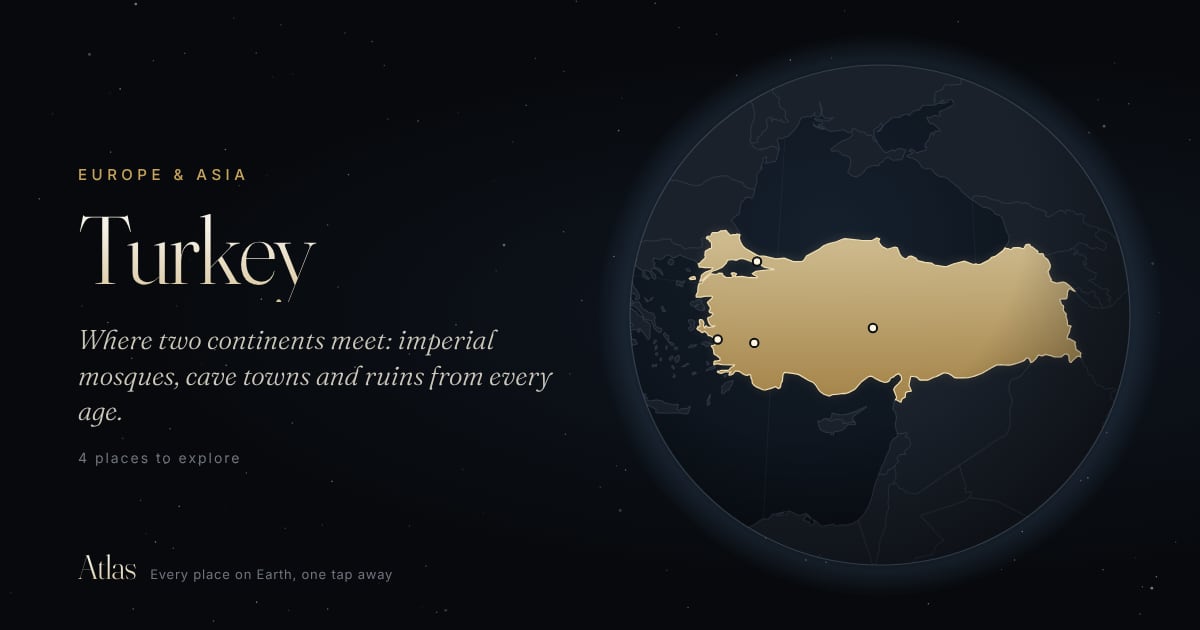 EUROPE & ASIA
Turkey
Where two continents meet: imperial
mosques, cave towns and ruins from every
age.
4 places to explore
Atlas Every place on Earth, one tap away